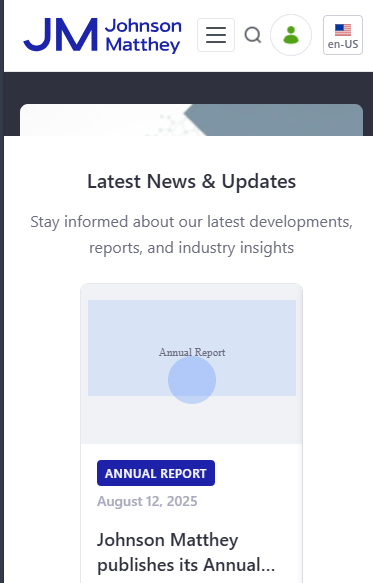 JM Johnson
Matthey
en-US
Latest News & Updates
Stay informed about our latest developments,
reports, and industry insights
Annual Report
ANNUAL REPORT
August 12, 2025
Johnson Matthey
publishes its Annual...